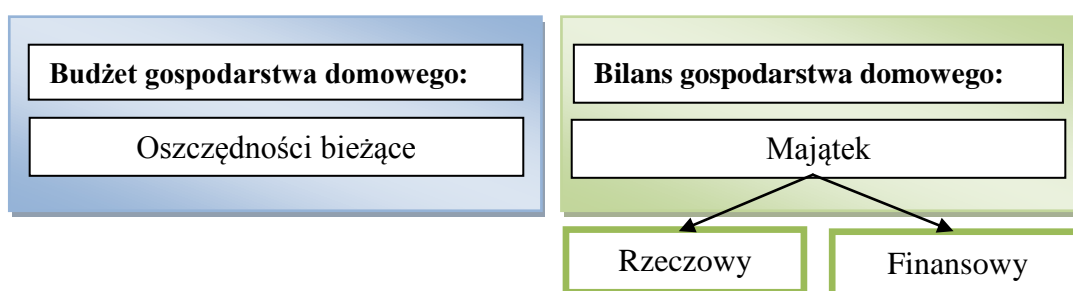 Budżet gospodarstwa domowego:
Oszczędności bieżące
Bilans gospodarstwa domowego:
Majątek
Rzeczowy
Finansowy